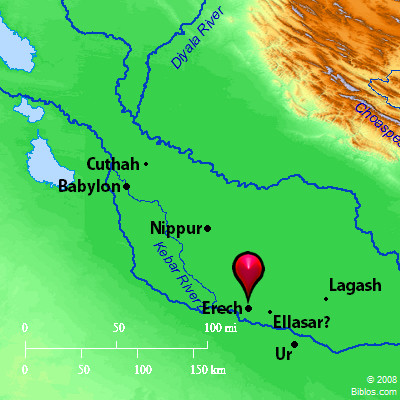 Diyala River
Choaspes
Cuthah
Babylon
Nippur
Kebar River
Lagash
Erech
Ellasar?
Ur
0 50 100 mi
0 50 100 150 km
© 2008
Biblos.com